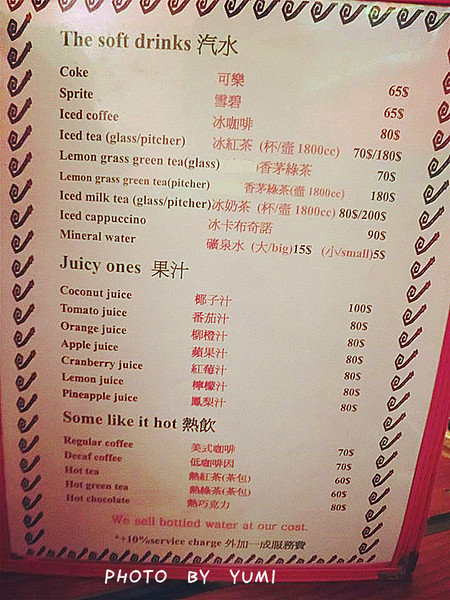 The soft drinks 汽水
Coke 可樂 65$
Sprite 雪碧 65$
Iced coffee 冰咖啡 80$
Iced tea (glass/pitcher) 冰紅茶 (杯/壺 1800cc) 70$/180$
Lemon grass green tea(glass) 香茅綠茶 70$
Lemon grass green tea(pitcher) 香茅綠茶(壺 1800cc) 180$
Iced milk tea (glass/pitcher)冰奶茶 (杯/壺 1800cc) 80$/200$
Iced cappuccino 冰卡布奇諾 90$
Mineral water 礦泉水 (大/big)15$ (小/small)5$
Juicy ones 果汁
Coconut juice 椰子汁 100$
Tomato juice 番茄汁 80$
Orange juice 柳橙汁 80$
Apple juice 蘋果汁 80$
Cranberry juice 紅莓汁 80$
Lemon juice 檸檬汁 80$
Pineapple juice 鳳梨汁 80$
Some like it hot 熱飲
Regular coffee 美式咖啡 70$
Decaf coffee 低咖啡因 70$
Hot tea 熱紅茶(茶包) 60$
Hot green tea 熱綠茶(茶包) 60$
Hot chocolate 熱巧克力 80$
We sell bottled water at our cost.
*+10%service charge 外加一成服務費
PHOTO BY YUMI